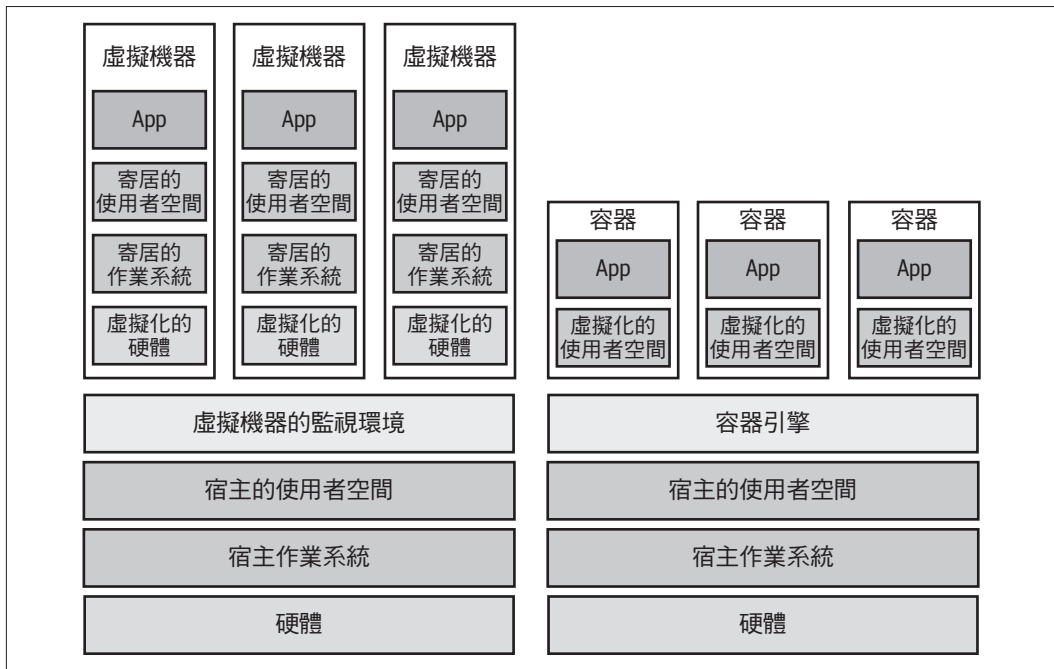 虛擬機器
App
寄居的
使用者空間
寄居的
作業系統
虛擬化的
硬體
虛擬機器
App
寄居的
使用者空間
寄居的
作業系統
虛擬化的
硬體
虛擬機器
App
寄居的
使用者空間
寄居的
作業系統
虛擬化的
硬體
虛擬機器的監視環境
宿主的使用者空間
宿主作業系統
硬體
容器
App
虛擬化的
使用者空間
容器
App
虛擬化的
使用者空間
容器
App
虛擬化的
使用者空間
容器引擎
宿主的使用者空間
宿主作業系統
硬體